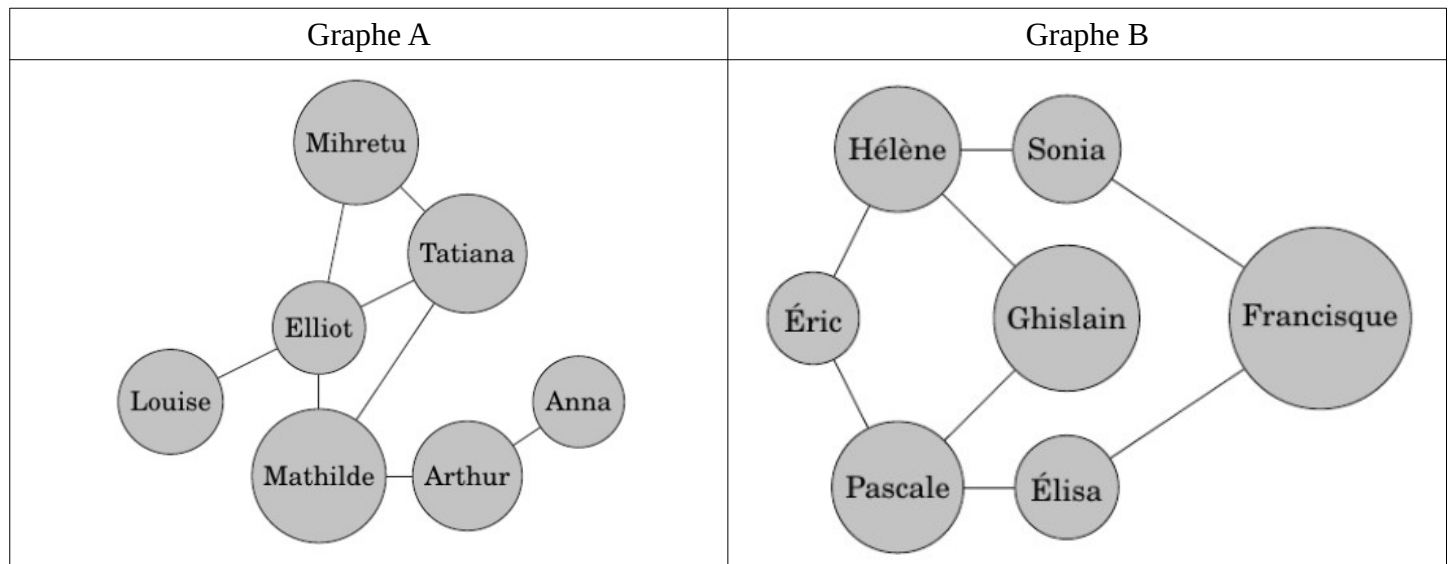 Graphe A
Graphe B
Mihretu
Tatiana
Elliot
Louise
Anna
Mathilde
Arthur
Hélène
Sonia
Éric
Ghislain
Francisque
Pascale
Élisa